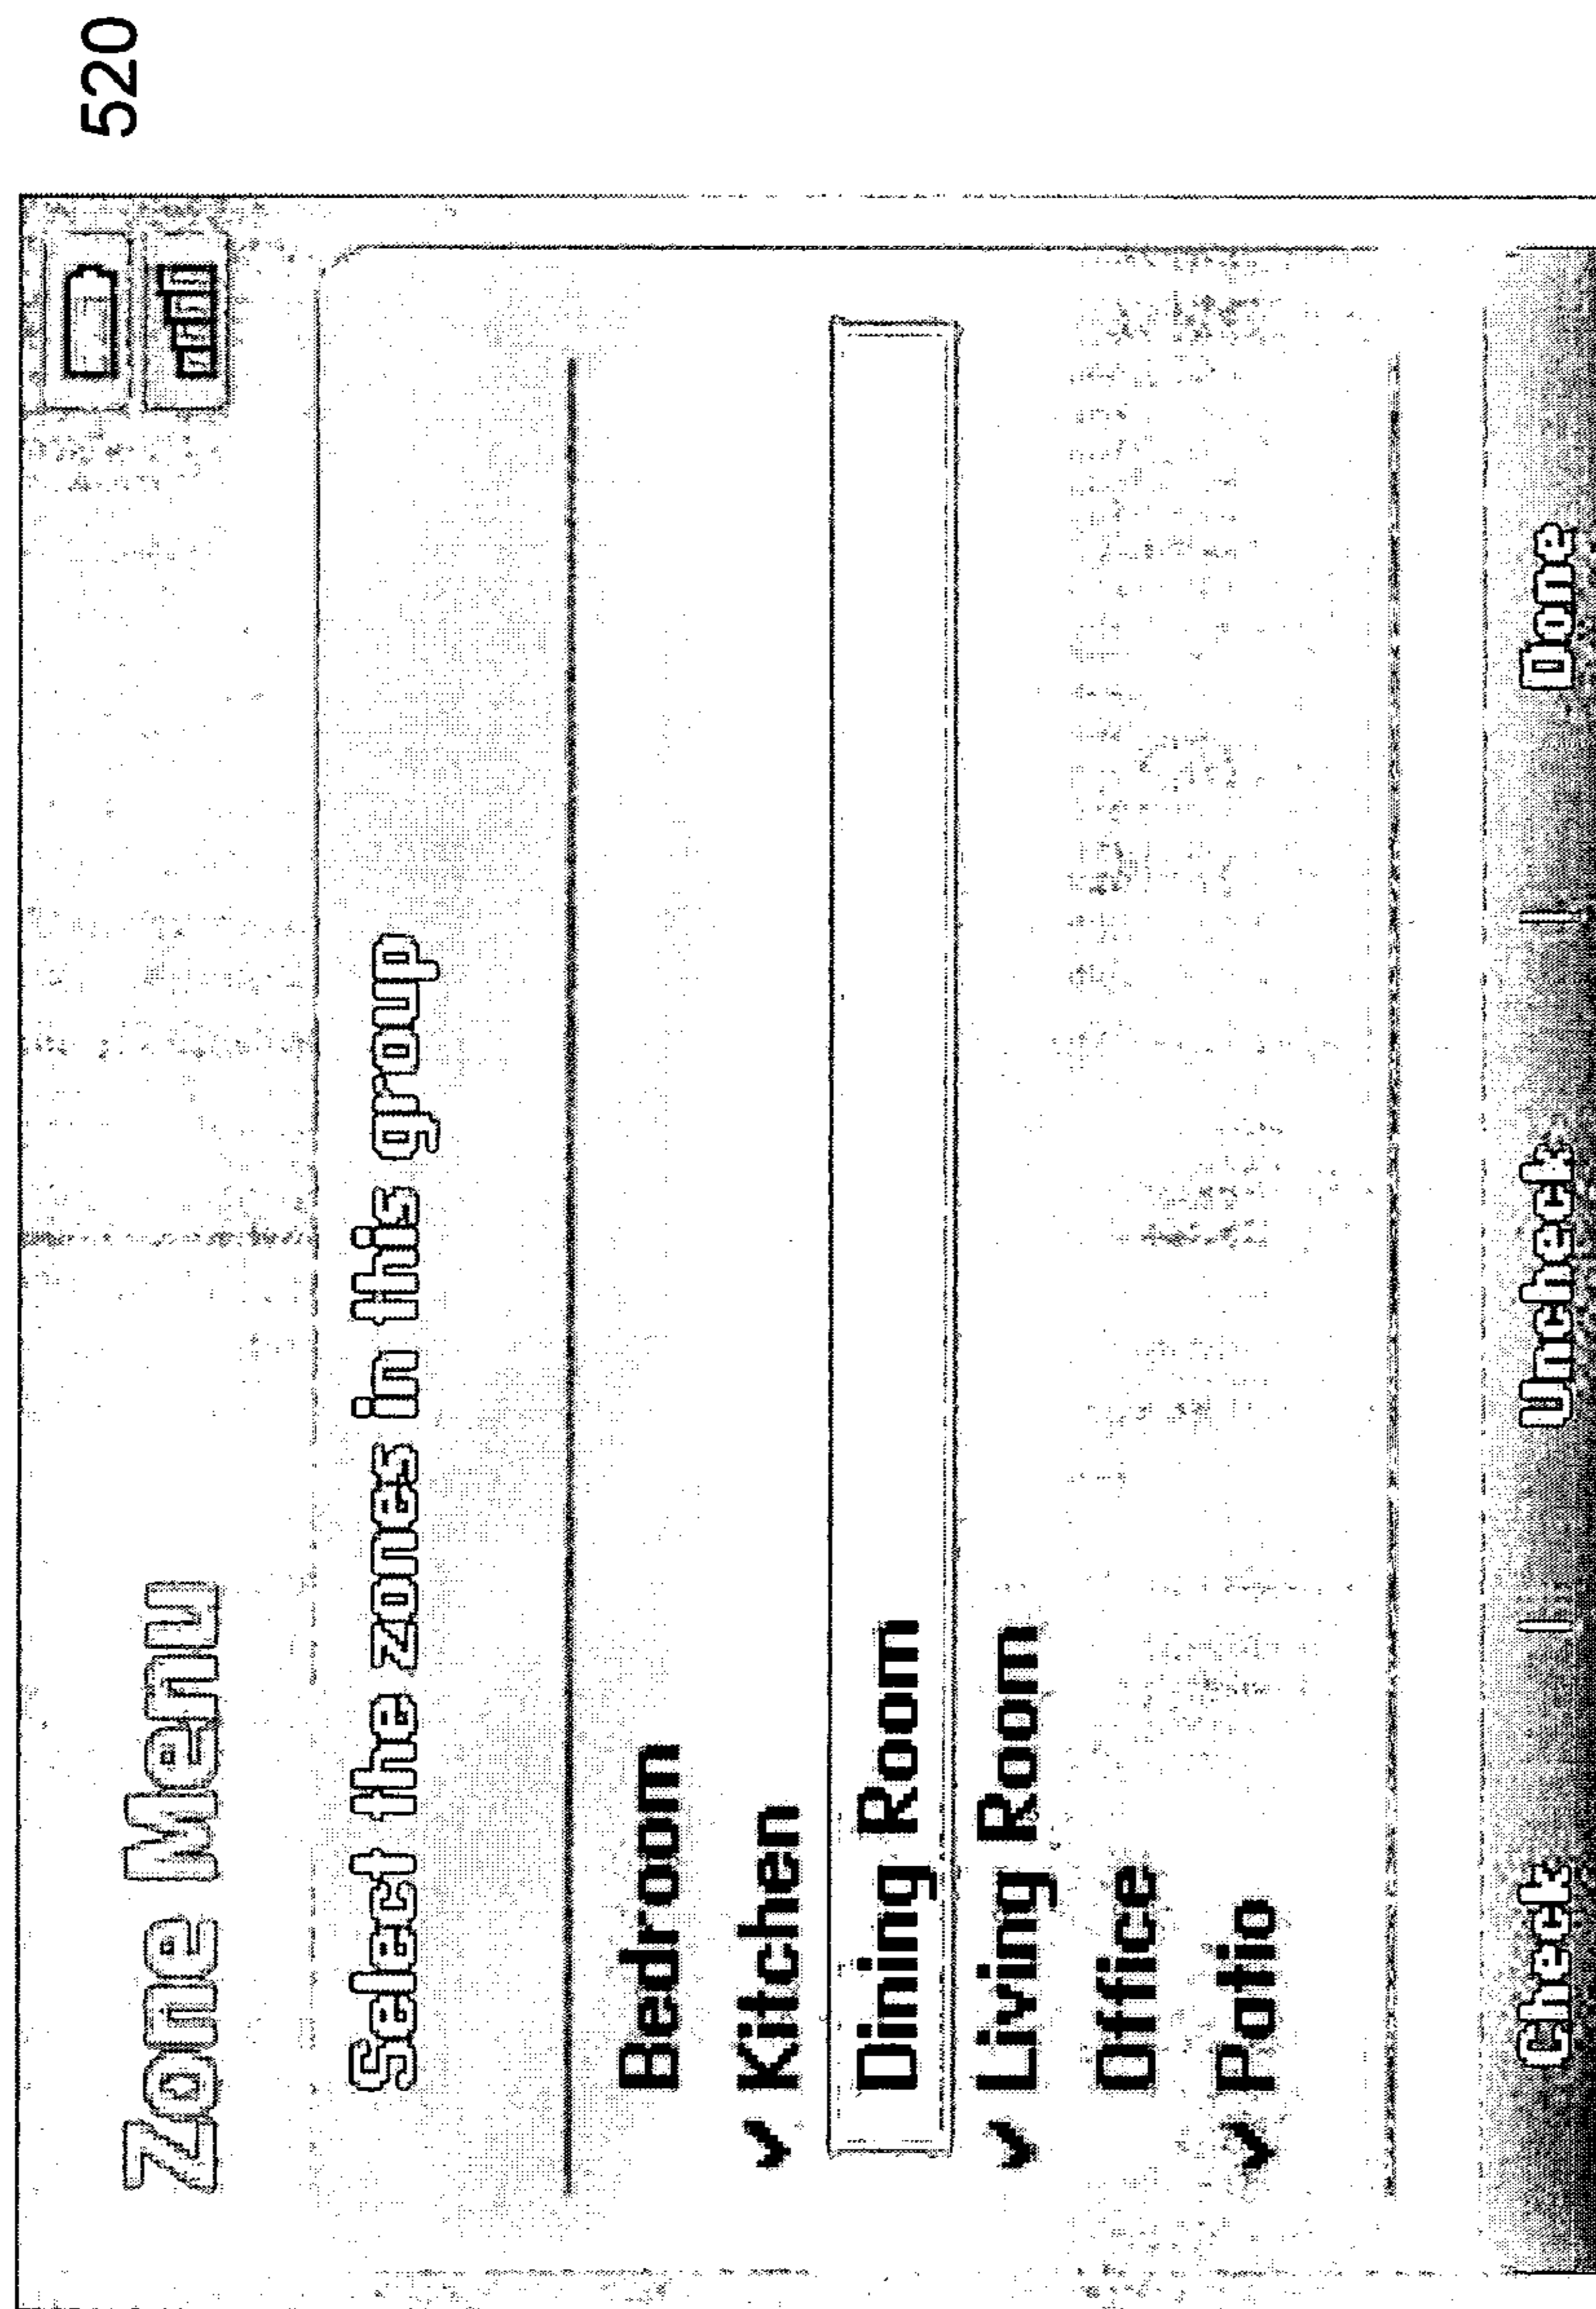 520
Zone Menu
Select the zones in this group
Bedroom
✓ Kitchen
Dining Room
✓ Living Room
Office
✓ Patio
Check | Uncheck | Done